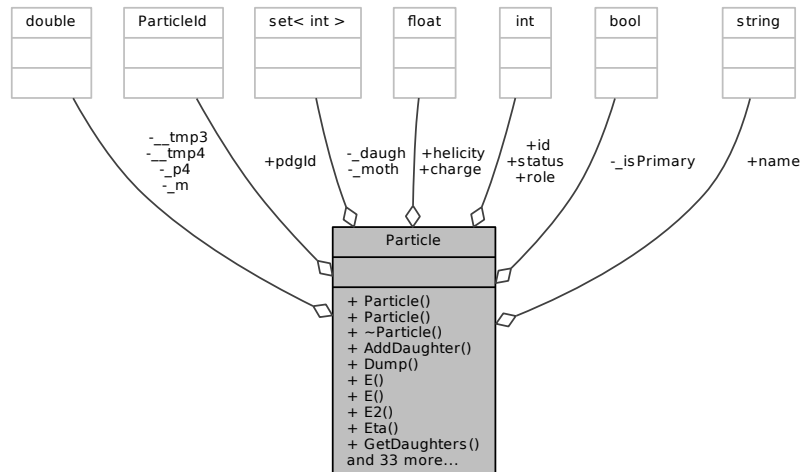 double
ParticleId
set< int >
float
int
bool
string
-__tmp3
-__tmp4
-_p4
-_m
+pdgId
-_daugh
-_moth
+helicity
+charge
+id
+status
+role
-_isPrimary
+name
Particle
+ Particle()
+ Particle()
+ ~Particle()
+ AddDaughter()
+ Dump()
+ E()
+ E()
+ E2()
+ Eta()
+ GetDaughters()
and 33 more...